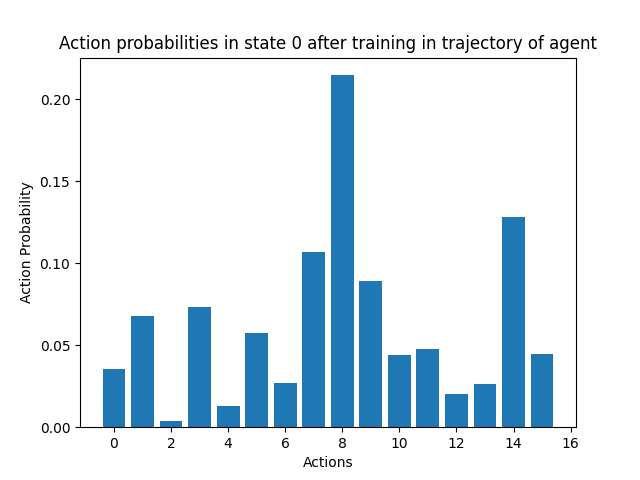 Action probabilities in state 0 after training in trajectory of agent
0.20
0.15
0.10
0.05
0.00
Action Probability
0 2 4 6 8 10 12 14 16
Actions